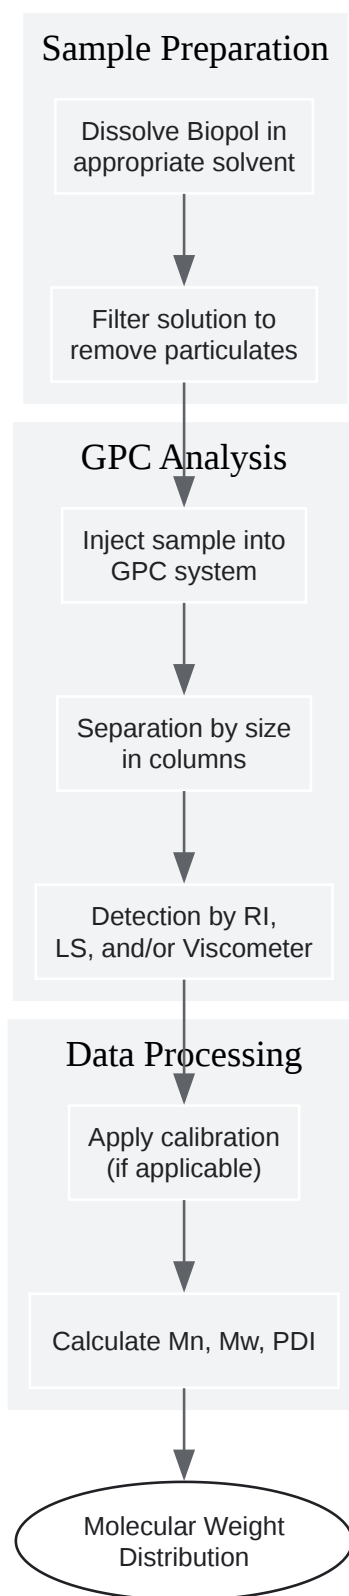 Sample Preparation
Dissolve Biopol in
appropriate solvent
Filter solution to
remove particulates
GPC Analysis
Inject sample into
GPC system
Separation by size
in columns
Detection by RI,
LS, and/or Viscometer
Data Processing
Apply calibration
(if applicable)
Calculate Mn, Mw, PDI
Molecular Weight
Distribution